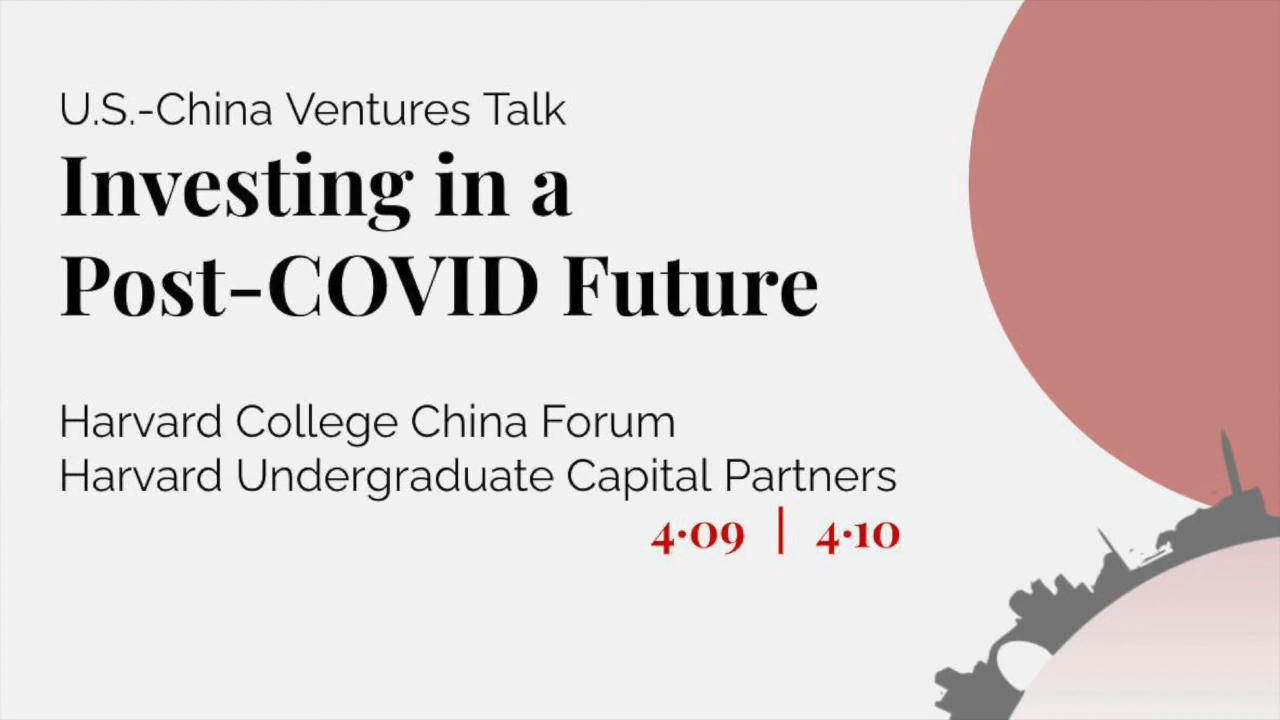 U.S.-China Ventures Talk
Investing in a
Post-COVID Future
Harvard College China Forum
Harvard Undergraduate Capital Partners
4·09 | 4·10